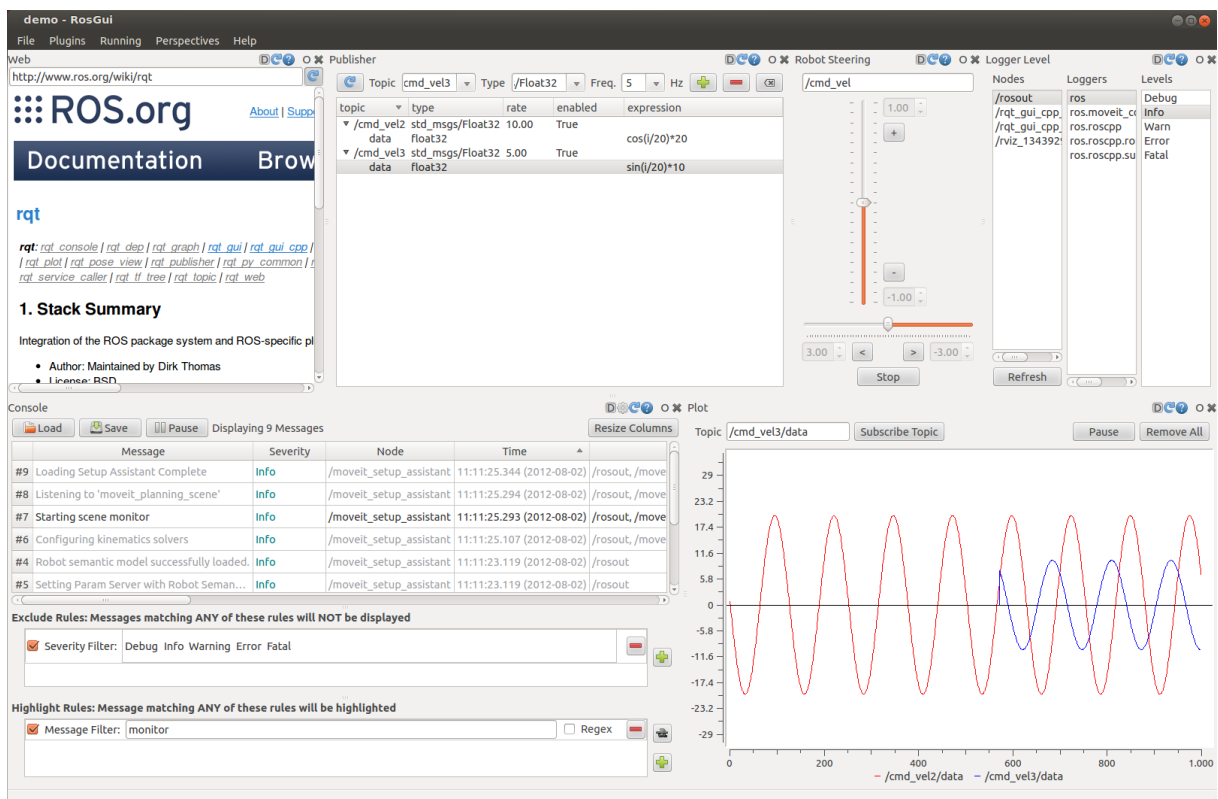 demo - RosGui
File Plugins Running Perspectives Help
Web
http://www.ros.org/wiki/rqt
ROS.org
About | Supp
Documentation Brow
rqt
rqt: rqt_console | rqt_dep | rqt_graph | rqt_gui | rqt_gui_cpp |
| rqt_plot | rqt_pose_view | rqt_publisher | rqt_py_common |
rqt_service_caller | rqt_tf_tree | rqt_topic | rqt_web
1. Stack Summary
Integration of the ROS package system and ROS-specific pl
Author: Maintained by Dirk Thomas
License: BSD
Publisher
Topic cmd_vel3 Type /Float32 Freq. 5 Hz
topic type rate enabled expression
/cmd_vel2 std_msgs/Float32 10.00 True
data float32 cos(i/20)*20
/cmd_vel3 std_msgs/Float32 5.00 True
data float32 sin(i/20)*10
Robot Steering
/cmd_vel
1.00
+
-
-1.00
3.00 < > -3.00
Stop
Logger Level
Nodes Loggers Levels
/rosout ros Debug
/rqt_gui_cpp_ ros.moveit_co Info
/rqt_gui_cpp_ ros.roscpp Warn
/rviz_134392 ros.roscpp.ro Error
ros.roscpp.su Fatal
Refresh
Console
Load Save Pause Displaying 9 Messages Resize Columns
Message Severity Node Time
#9 Loading Setup Assistant Complete Info /moveit_setup_assistant 11:11:25.344 (2012-08-02) /rosout, /move
#8 Listening to 'moveit_planning_scene' Info /moveit_setup_assistant 11:11:25.294 (2012-08-02) /rosout, /move
#7 Starting scene monitor Info /moveit_setup_assistant 11:11:25.293 (2012-08-02) /rosout, /move
#6 Configuring kinematics solvers Info /moveit_setup_assistant 11:11:25.107 (2012-08-02) /rosout, /move
#4 Robot semantic model successfully loaded. Info /moveit_setup_assistant 11:11:23.119 (2012-08-02) /rosout
#5 Setting Param Server with Robot Seman... Info /moveit_setup_assistant 11:11:23.119 (2012-08-02) /rosout
Exclude Rules: Messages matching ANY of these rules will NOT be displayed
Severity Filter: Debug Info Warning Error Fatal
Highlight Rules: Message matching ANY of these rules will be highlighted
Message Filter: monitor Regex
Plot
Topic /cmd_vel3/data Subscribe Topic Pause Remove All
29
23.2
17.4
11.6
5.8
0
-5.8
-11.6
-17.4
-23.2
-29
0 200 400 600 800 1.000
/cmd_vel2/data /cmd_vel3/data